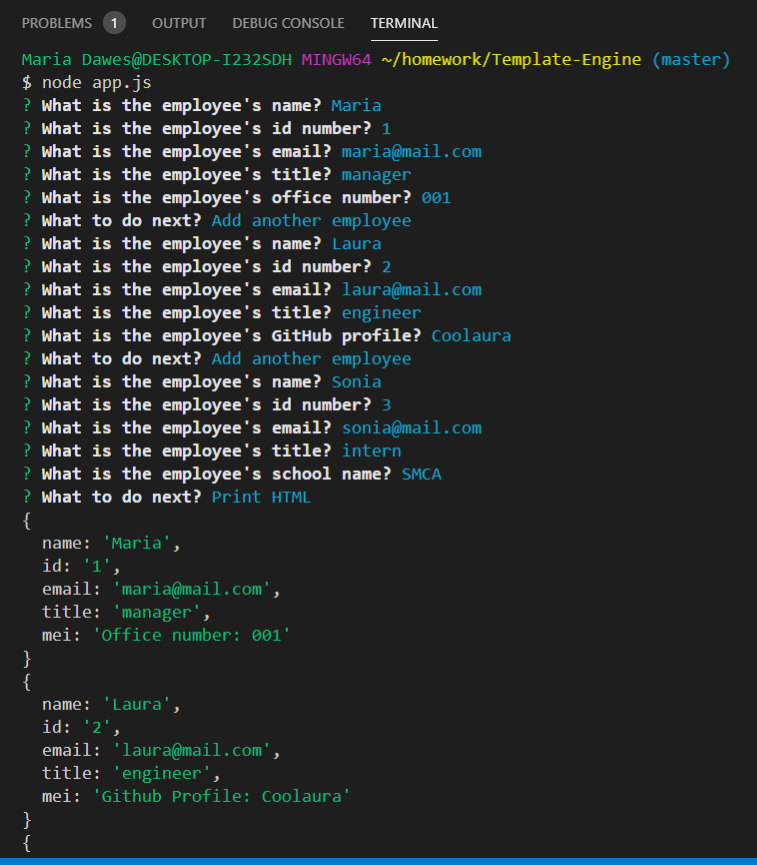 PROBLEMS 1 OUTPUT DEBUG CONSOLE TERMINAL
Maria Dawes@DESKTOP-I232SDH MINGW64 ~/homework/Template-Engine (master)
$ node app.js
? What is the employee's name? Maria
? What is the employee's id number? 1
? What is the employee's email? maria@mail.com
? What is the employee's title? manager
? What is the employee's office number? 001
? What to do next? Add another employee
? What is the employee's name? Laura
? What is the employee's id number? 2
? What is the employee's email? laura@mail.com
? What is the employee's title? engineer
? What is the employee's GitHub profile? Coolaura
? What to do next? Add another employee
? What is the employee's name? Sonia
? What is the employee's id number? 3
? What is the employee's email? sonia@mail.com
? What is the employee's title? intern
? What is the employee's school name? SMCA
? What to do next? Print HTML
{
  name: 'Maria',
  id: '1',
  email: 'maria@mail.com',
  title: 'manager',
  mei: 'Office number: 001'
}
{
  name: 'Laura',
  id: '2',
  email: 'laura@mail.com',
  title: 'engineer',
  mei: 'Github Profile: Coolaura'
}
{